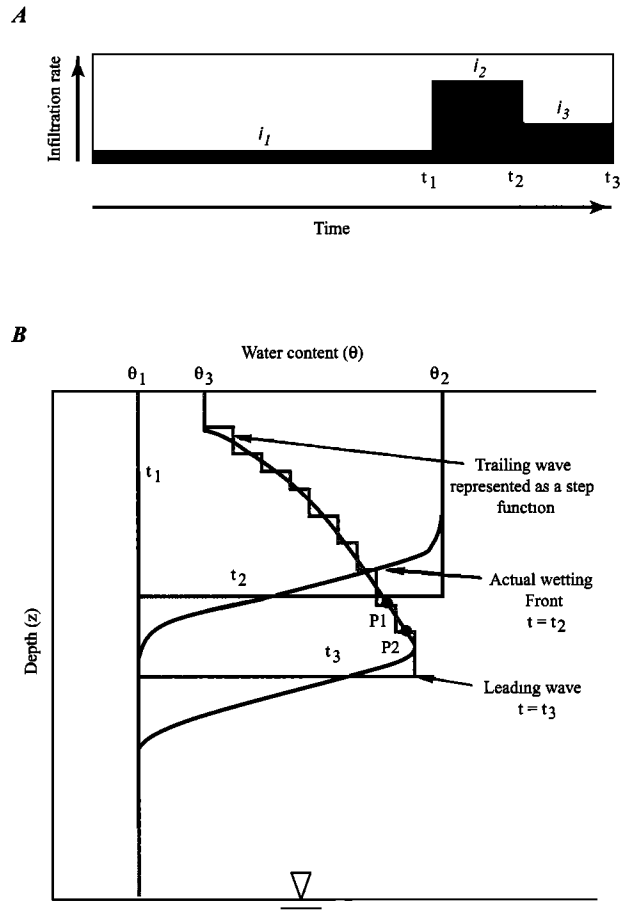 A
Infiltration rate
i1
i2
i3
t1
t2
t3
Time
B
Water content (θ)
θ1
θ3
θ2
t1
Trailing wave
represented as a step
function
t2
Actual wetting
Front
t = t2
P1
P2
t3
Leading wave
t = t3
Depth (z)